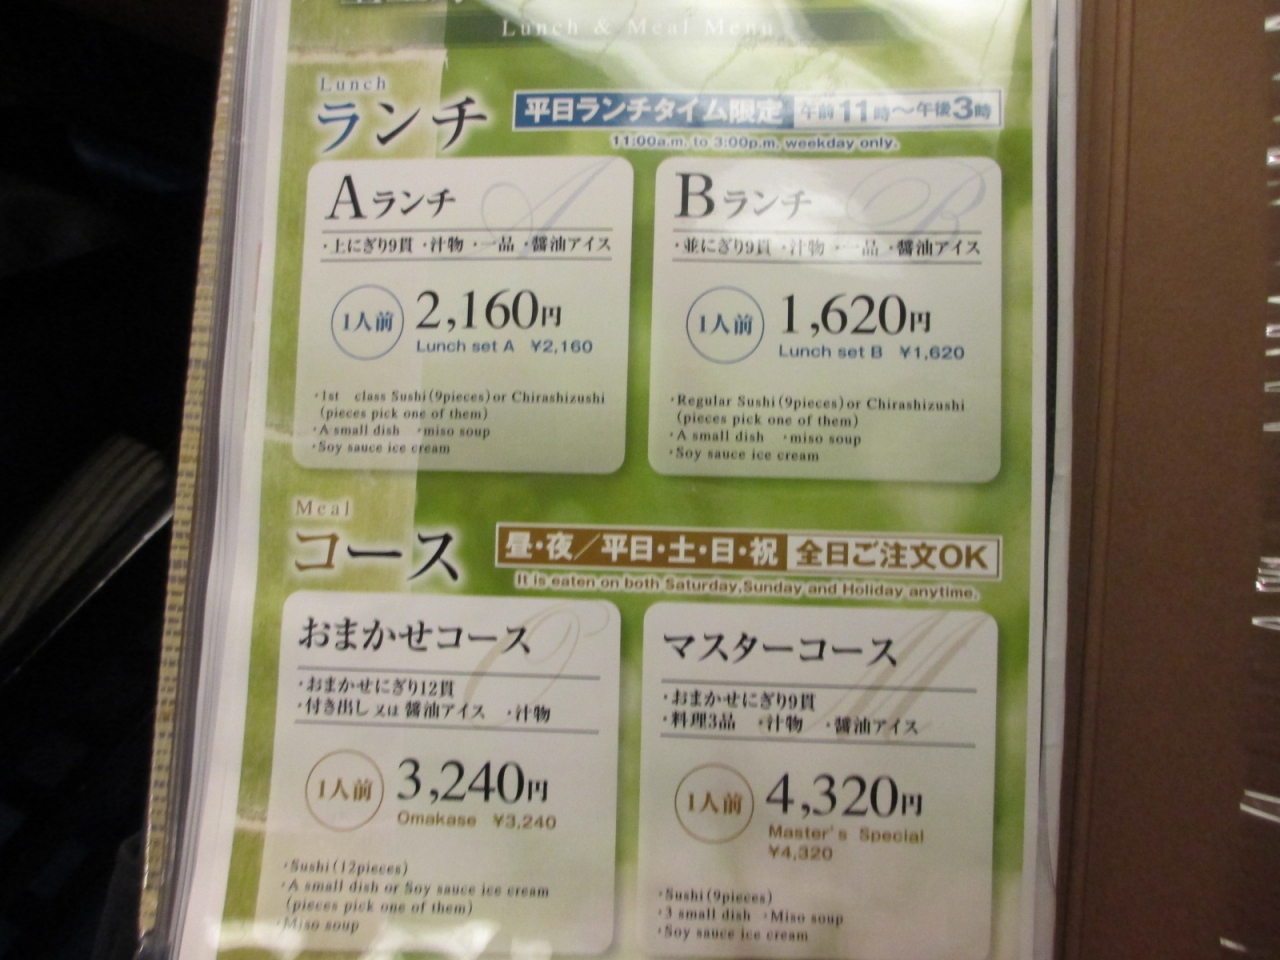 Lunch & Meal Menu
Lunch
ランチ
平日ランチタイム限定 午前11時～午後3時
11:00a.m. to 3:00p.m. weekday only.
Aランチ
・上にぎり9貫 ・汁物 ・一品 ・醤油アイス
1人前 2,160円
Lunch set A ¥2,160
・1st class Sushi(9pieces)or Chirashizushi
(pieces pick one of them)
・A small dish ・miso soup
・Soy sauce ice cream
Bランチ
・並にぎり9貫 ・汁物 ・一品 ・醤油アイス
1人前 1,620円
Lunch set B ¥1,620
・Regular Sushi(9pieces)or Chirashizushi
(pieces pick one of them)
・A small dish ・miso soup
・Soy sauce ice cream
Meal
コース
昼・夜／平日・土・日・祝 全日ご注文OK
It is eaten on both Saturday,Sunday and Holiday anytime.
おまかせコース
・おまかせにぎり12貫
・付き出し 又は 醤油アイス ・汁物
1人前 3,240円
Omakase ¥3,240
・Sushi(12pieces)
・A small dish or Soy sauce ice cream
(pieces pick one of them)
・Miso soup
マスターコース
・おまかせにぎり9貫
・料理3品 ・汁物 ・醤油アイス
1人前 4,320円
Master's Special
¥4,320
・Sushi(9pieces)
・3 small dish ・Miso soup
・Soy sauce ice cream